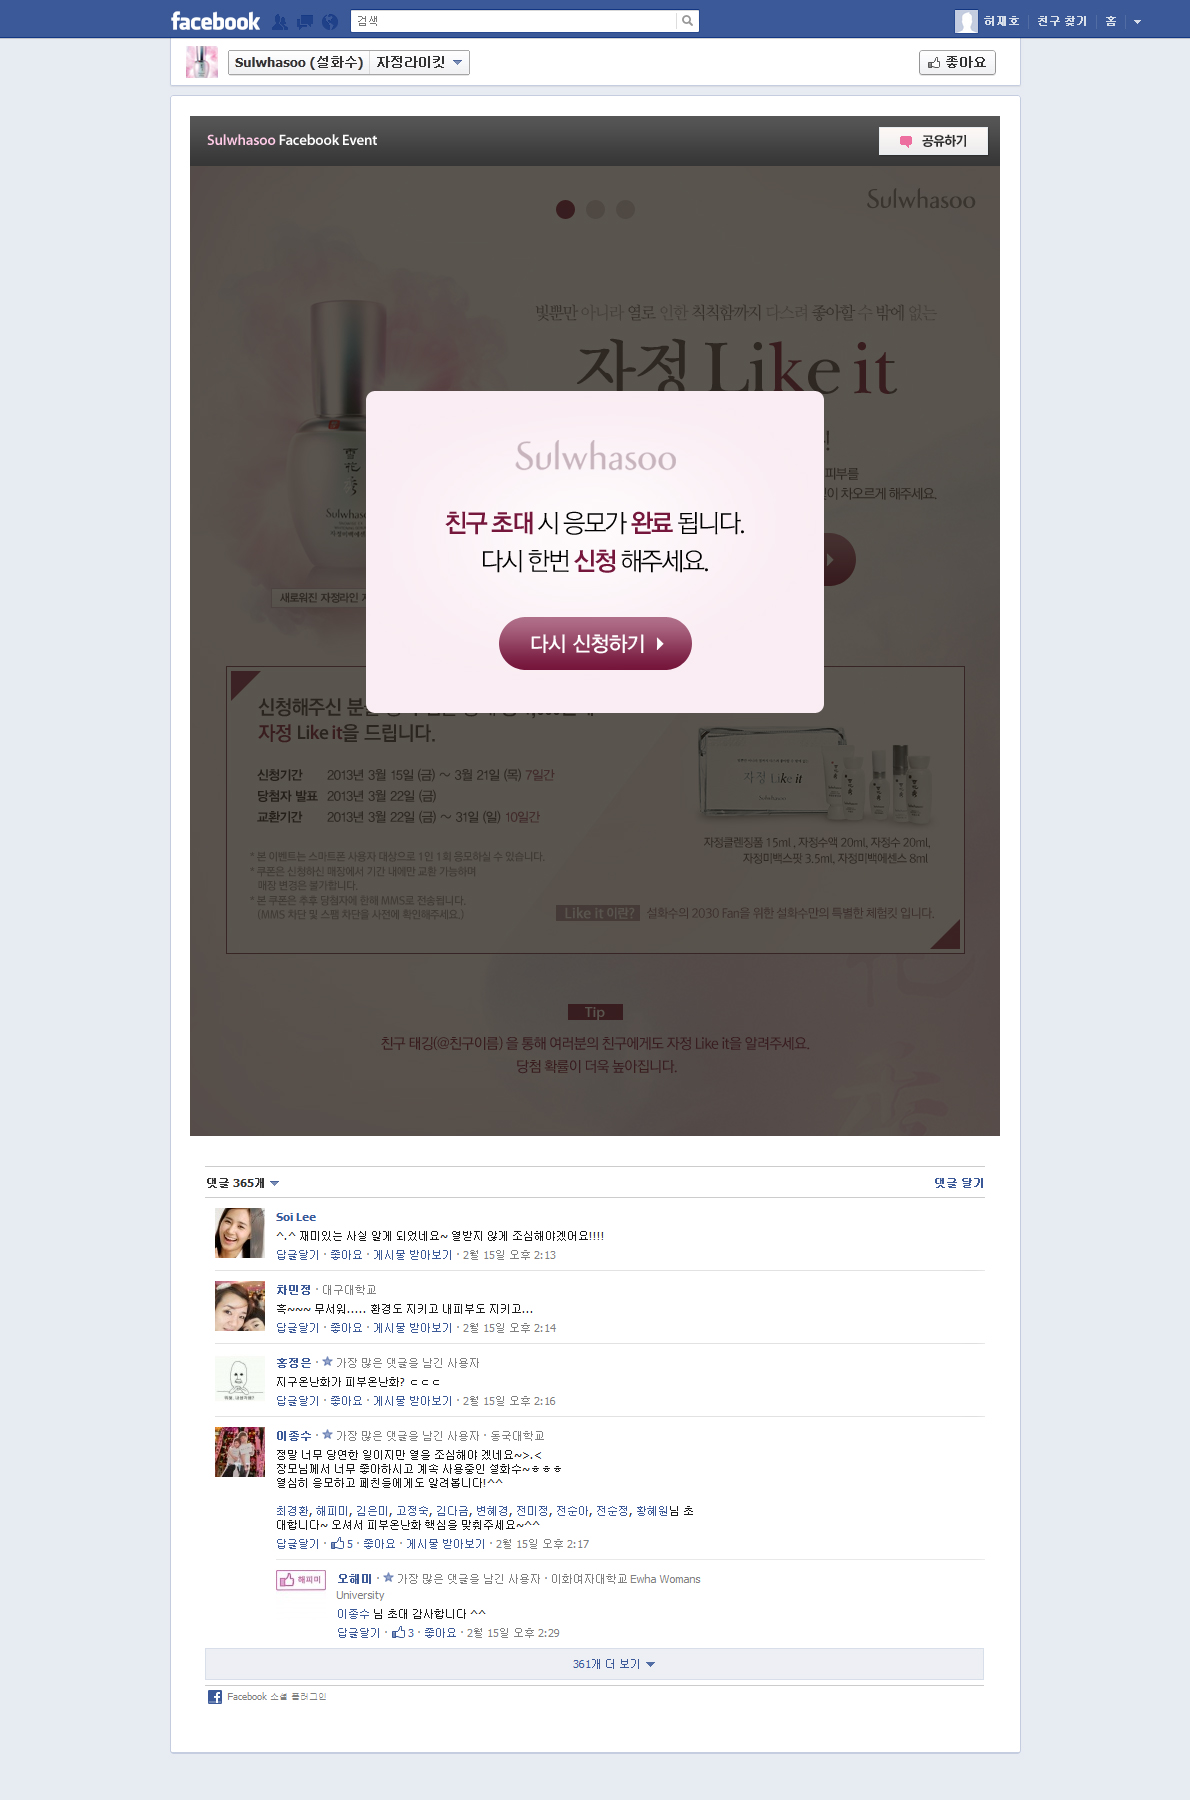 facebook
검색
허재호
친구 찾기
홈
Sulwhasoo (설화수)
자정라이킷
좋아요
Sulwhasoo Facebook Event
공유하기
Sulwhasoo
빛뿐만 아니라 열로 인한 칙칙함까지 다스려 좋아할 수 밖에 없는
자정 Like it
!
피부를
이 차오르게 해주세요.
Sulwhasoo
친구 초대 시 응모가 완료 됩니다.
다시 한번 신청 해주세요.
다시 신청하기
Sulwhasoo
새로워진 자정라인
신청해주신 분
자정 Like it을 드립니다.
신청기간 2013년 3월 15일 (금) ~ 3월 21일 (목) 7일간
당첨자 발표 2013년 3월 22일 (금)
교환기간 2013년 3월 22일 (금) ~ 31일 (일) 10일간
* 본 이벤트는 스마트폰 사용자 대상으로 1인 1회 응모하실 수 있습니다.
* 쿠폰은 신청하신 매장에서 기간 내에만 교환 가능하며
매장 변경은 불가합니다.
* 본 쿠폰은 추후 당첨자에 한해 MMS로 전송됩니다.
(MMS 차단 및 스팸 차단을 사전에 확인해주세요.)
자정 Like it
Sulwhasoo
자정클렌징폼 15ml , 자정수액 20ml, 자정수 20ml,
자정미백스팟 3.5ml, 자정미백에센스 8ml
Like it 이란? 설화수의 2030 Fan을 위한 설화수만의 특별한 체험킷 입니다.
Tip
친구 태깅(@친구이름) 을 통해 여러분의 친구에게도 자정 Like it을 알려주세요.
당첨 확률이 더욱 높아집니다.
댓글 365개
댓글 달기
Soi Lee
^.^ 재미있는 사실 알게 되었네요~ 열받지 않게 조심해야겠어요!!!!
답글달기 · 좋아요 · 게시물 받아보기 · 2월 15일 오후 2:13
차민정 · 대구대학교
흑~~~ 무서워..... 환경도 지키고 내피부도 지키고...
답글달기 · 좋아요 · 게시물 받아보기 · 2월 15일 오후 2:14
홍정은 · 가장 많은 댓글을 남긴 사용자
지구온난화가 피부온난화? ㄷㄷㄷ
답글달기 · 좋아요 · 게시물 받아보기 · 2월 15일 오후 2:16
이종수 · 가장 많은 댓글을 남긴 사용자 · 동국대학교
정말 너무 당연한 일이지만 열을 조심해야 겠네요~>.<
장모님께서 너무 좋아하시고 계속 사용중인 설화수~ㅎㅎㅎ
열심히 응모하고 페친들에게도 알려봅니다!^^
최경환, 해피미, 김은미, 고정숙, 김다금, 변혜경, 전미정, 전순아, 전순정, 황혜원님 초
대합니다~ 오셔서 피부온난화 핵심을 맞춰주세요~^^
답글달기 · 5 · 좋아요 · 게시물 받아보기 · 2월 15일 오후 2:17
해피미
오혜미 · 가장 많은 댓글을 남긴 사용자 · 이화여자대학교 Ewha Womans
University
이종수 님 초대 감사합니다 ^^
답글달기 · 3 · 좋아요 · 2월 15일 오후 2:29
361개 더 보기
Facebook 소셜 플러그인